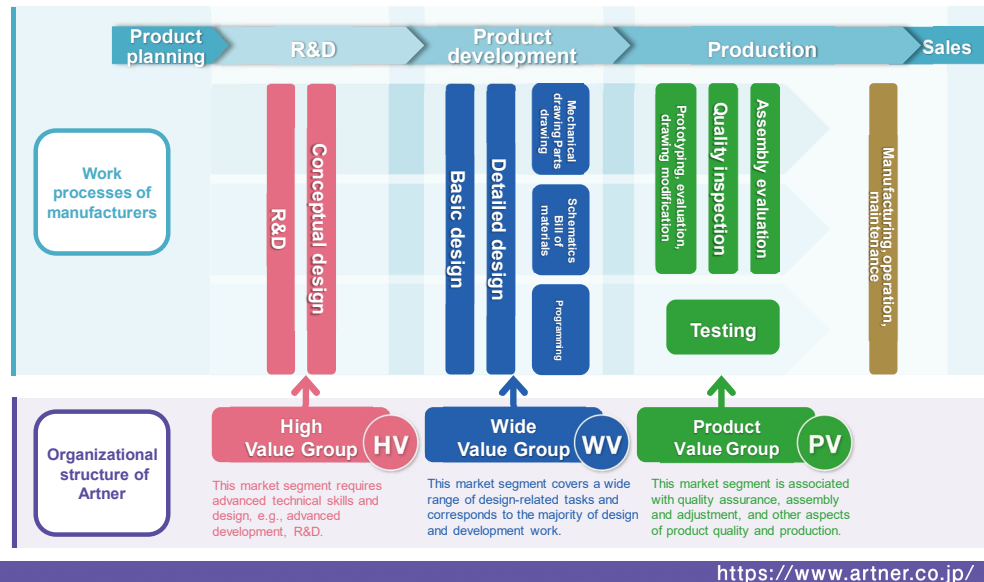 Product
planning
R&D
Product
development
Production
Sales
Work
processes of
manufacturers
R&D
Conceptual design
Basic design
Detailed design
Mechanical
drawing Parts
drawing
Schematics
Bill of
materials
Programming
Prototyping, evaluation,
drawing modification
Quality inspection
Assembly evaluation
Testing
Manufacturing, operation,
maintenance
Organizational
structure of
Artner
High
Value Group
HV
This market segment requires
advanced technical skills and
design, e.g., advanced
development, R&D.
Wide
Value Group
WV
This market segment covers a wide
range of design-related tasks and
corresponds to the majority of design
and development work.
Product
Value Group
PV
This market segment is associated
with quality assurance, assembly
and adjustment, and other aspects
of product quality and production.
https://www.artner.co.jp/